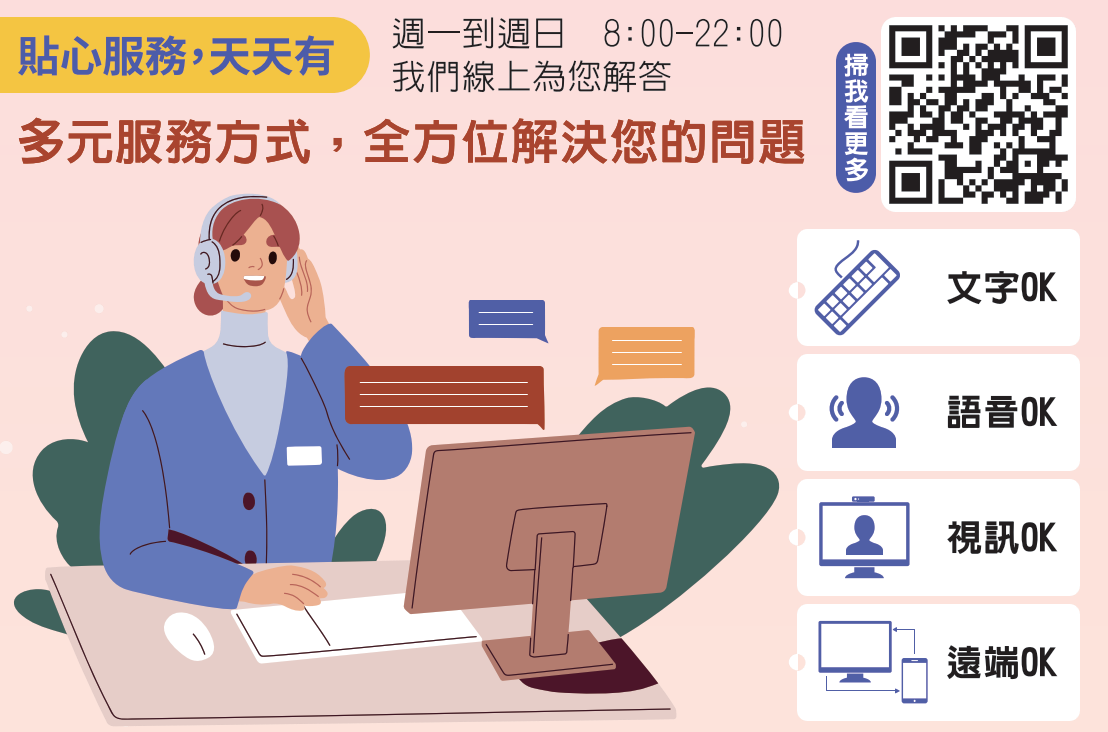 貼心服務,天天有
週一到週日 8:00-22:00
我們線上為您解答
多元服務方式，全方位解決您的問題
掃我看更多
文字OK
語音OK
視訊OK
遠端OK